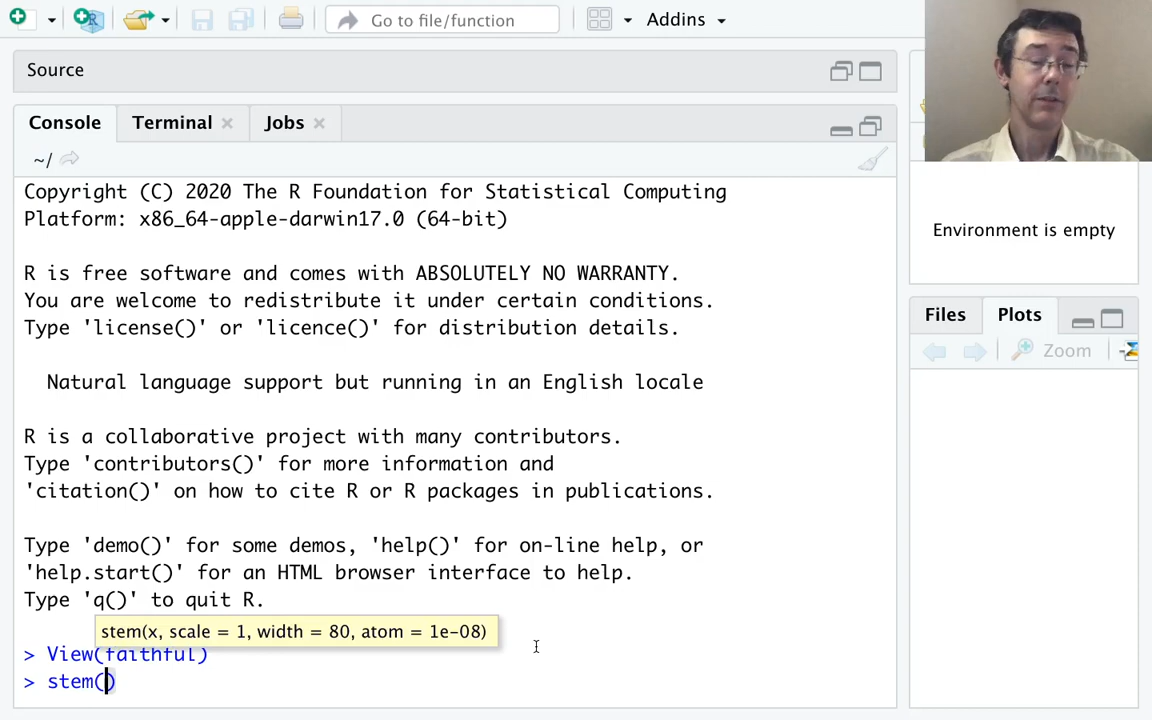 Go to file/function
Addins
Source
Console
Terminal
Jobs
~/
Copyright (C) 2020 The R Foundation for Statistical Computing
Platform: x86_64-apple-darwin17.0 (64-bit)
R is free software and comes with ABSOLUTELY NO WARRANTY.
You are welcome to redistribute it under certain conditions.
Type 'license()' or 'licence()' for distribution details.
Natural language support but running in an English locale
R is a collaborative project with many contributors.
Type 'contributors()' for more information and
'citation()' on how to cite R or R packages in publications.
Type 'demo()' for some demos, 'help()' for on-line help, or
'help.start()' for an HTML browser interface to help.
Type 'q()' to quit R.
stem(x, scale = 1, width = 80, atom = 1e-08)
> View(faithful)
> stem()
Environment is empty
Files
Plots
Zoom